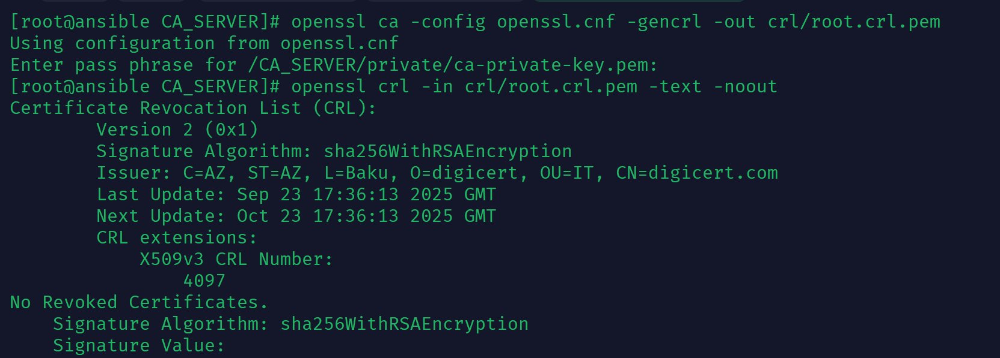 [root@ansible CA_SERVER]# openssl ca -config openssl.cnf -gencrl -out crl/root.crl.pem
Using configuration from openssl.cnf
Enter pass phrase for /CA_SERVER/private/ca-private-key.pem:
[root@ansible CA_SERVER]# openssl crl -in crl/root.crl.pem -text -noout
Certificate Revocation List (CRL):
        Version 2 (0x1)
        Signature Algorithm: sha256WithRSAEncryption
        Issuer: C=AZ, ST=AZ, L=Baku, O=digicert, OU=IT, CN=digicert.com
        Last Update: Sep 23 17:36:13 2025 GMT
        Next Update: Oct 23 17:36:13 2025 GMT
        CRL extensions:
            X509v3 CRL Number:
                4097
No Revoked Certificates.
    Signature Algorithm: sha256WithRSAEncryption
    Signature Value: